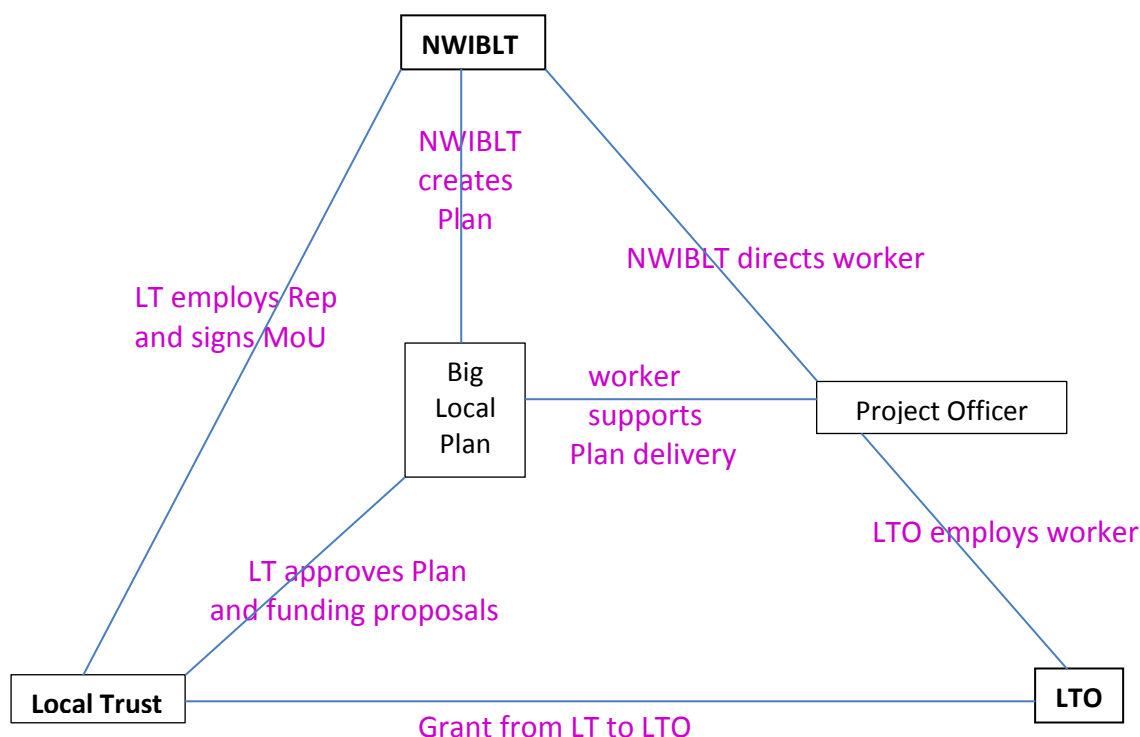 NWIBLT
NWIBLT
creates
Plan
NWIBLT directs worker
LT employs Rep
and signs MoU
Big
Local
Plan
worker
supports
Plan delivery
Project Officer
LTO employs worker
LT approves Plan
and funding proposals
Local Trust
LTO
Grant from LT to LTO